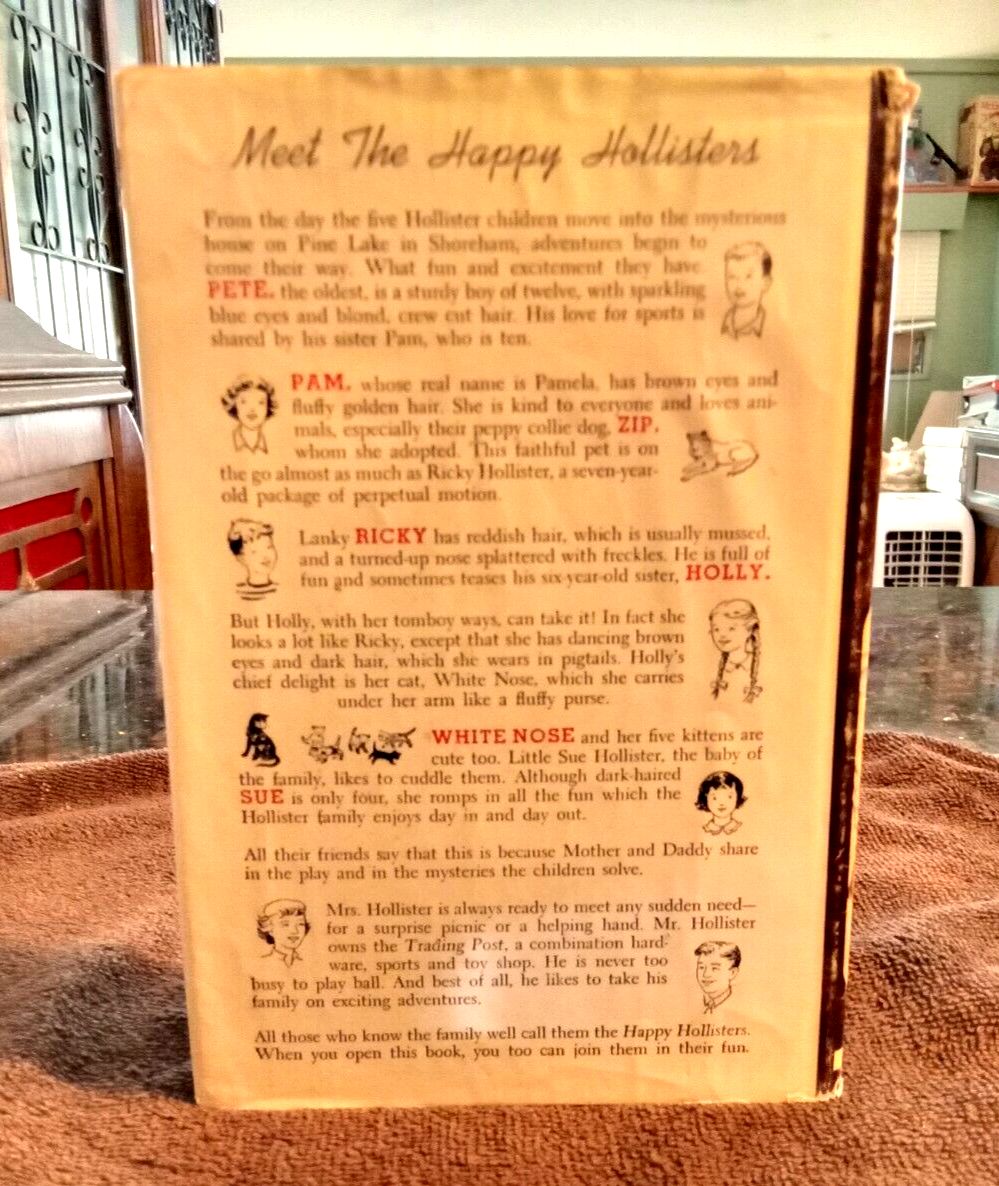 Meet The Happy Hollisters
From the day the five Hollister children move into the mysterious
house on Pine Lake in Shoreham, adventures begin to
come their way. What fun and excitement they have.
PETE, the oldest, is a sturdy boy of twelve, with sparkling
blue eyes and blond, crew cut hair. His love for sports is
shared by his sister Pam, who is ten.
PAM, whose real name is Pamela, has brown eyes and
fluffy golden hair. She is kind to everyone and loves ani-
mals, especially their peppy collie dog, ZIP,
whom she adopted. This faithful pet is on
the go almost as much as Ricky Hollister, a seven-year-
old package of perpetual motion.
Lanky RICKY has reddish hair, which is usually mussed,
and a turned-up nose splattered with freckles. He is full of
fun and sometimes teases his six-year-old sister, HOLLY.
But Holly, with her tomboy ways, can take it! In fact she
looks a lot like Ricky, except that she has dancing brown
eyes and dark hair, which she wears in pigtails. Holly's
chief delight is her cat, White Nose, which she carries
under her arm like a fluffy purse.
WHITE NOSE and her five kittens are
cute too. Little Sue Hollister, the baby of
the family, likes to cuddle them. Although dark-haired
SUE is only four, she romps in all the fun which the
Hollister family enjoys day in and day out.
All their friends say that this is because Mother and Daddy share
in the play and in the mysteries the children solve.
Mrs. Hollister is always ready to meet any sudden need—
for a surprise picnic or a helping hand. Mr. Hollister
owns the Trading Post, a combination hard-
ware, sports and toy shop. He is never too
busy to play ball. And best of all, he likes to take his
family on exciting adventures.
All those who know the family well call them the Happy Hollisters.
When you open this book, you too can join them in their fun.